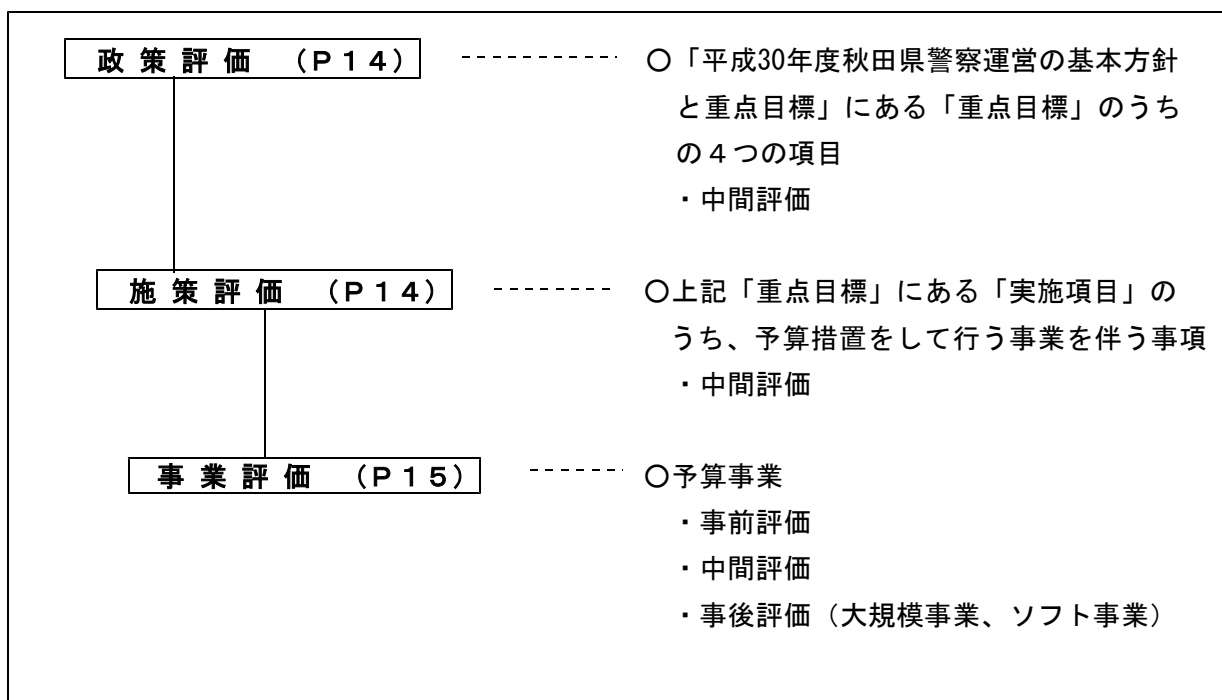 政策評価 (P14)
〇「平成30年度秋田県警察運営の基本方針
と重点目標」にある「重点目標」のうち
の４つの項目
・中間評価
施策評価 (P14)
〇上記「重点目標」にある「実施項目」の
うち、予算措置をして行う事業を伴う事項
・中間評価
事業評価 (P15)
〇予算事業
・事前評価
・中間評価
・事後評価（大規模事業、ソフト事業）